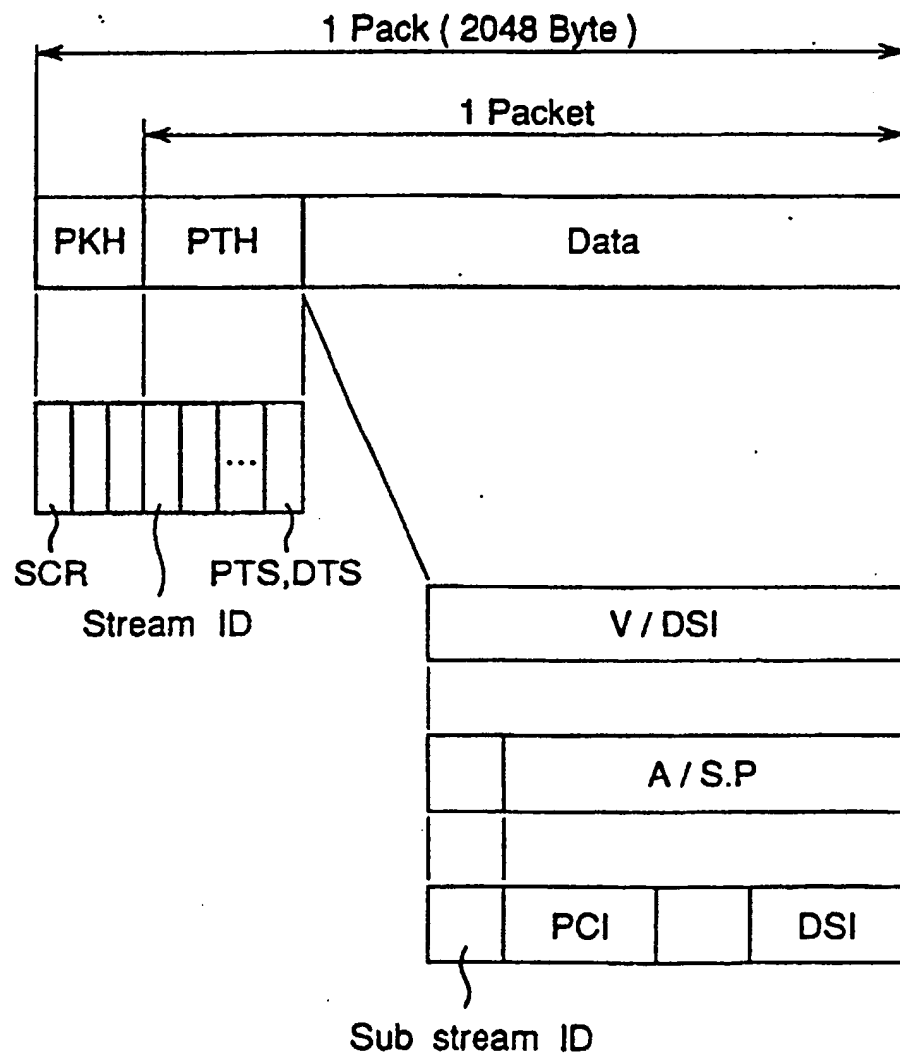 1 Pack ( 2048 Byte )
1 Packet
PKH PTH Data
...
SCR PTS,DTS
Stream ID
V / DSI
A / S.P
PCI DSI
Sub stream ID